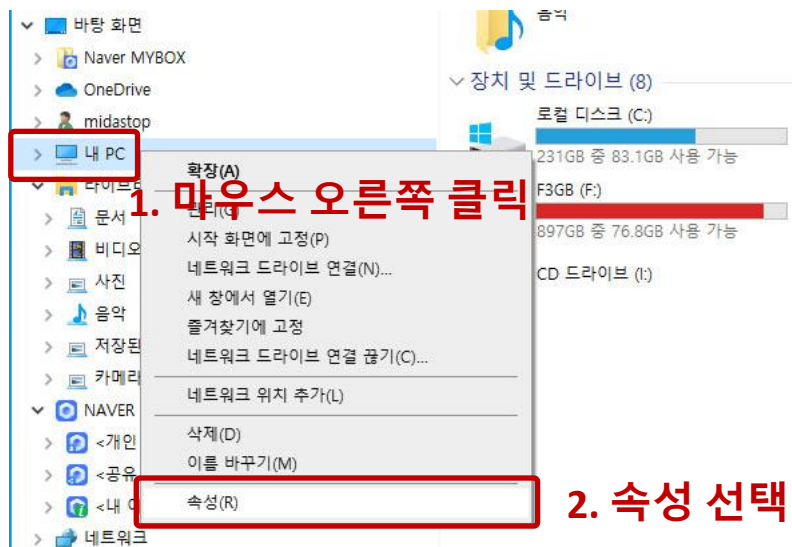 바탕 화면
Naver MYBOX
OneDrive
midastop
내 PC
라이브러
문서
비디오
사진
음악
저장된
카메라
NAVER
<개인
<공유
<내 0
네트워크
음악
장치 및 드라이브 (8)
로컬 디스크 (C:)
231GB 중 83.1GB 사용 가능
F3GB (F:)
897GB 중 76.8GB 사용 가능
CD 드라이브 (I:)
확장(A)
관리(G)
시작 화면에 고정(P)
네트워크 드라이브 연결(N)...
새 창에서 열기(E)
즐겨찾기에 고정
네트워크 드라이브 연결 끊기(C)...
네트워크 위치 추가(L)
삭제(D)
이름 바꾸기(M)
속성(R)
1. 마우스 오른쪽 클릭
2. 속성 선택